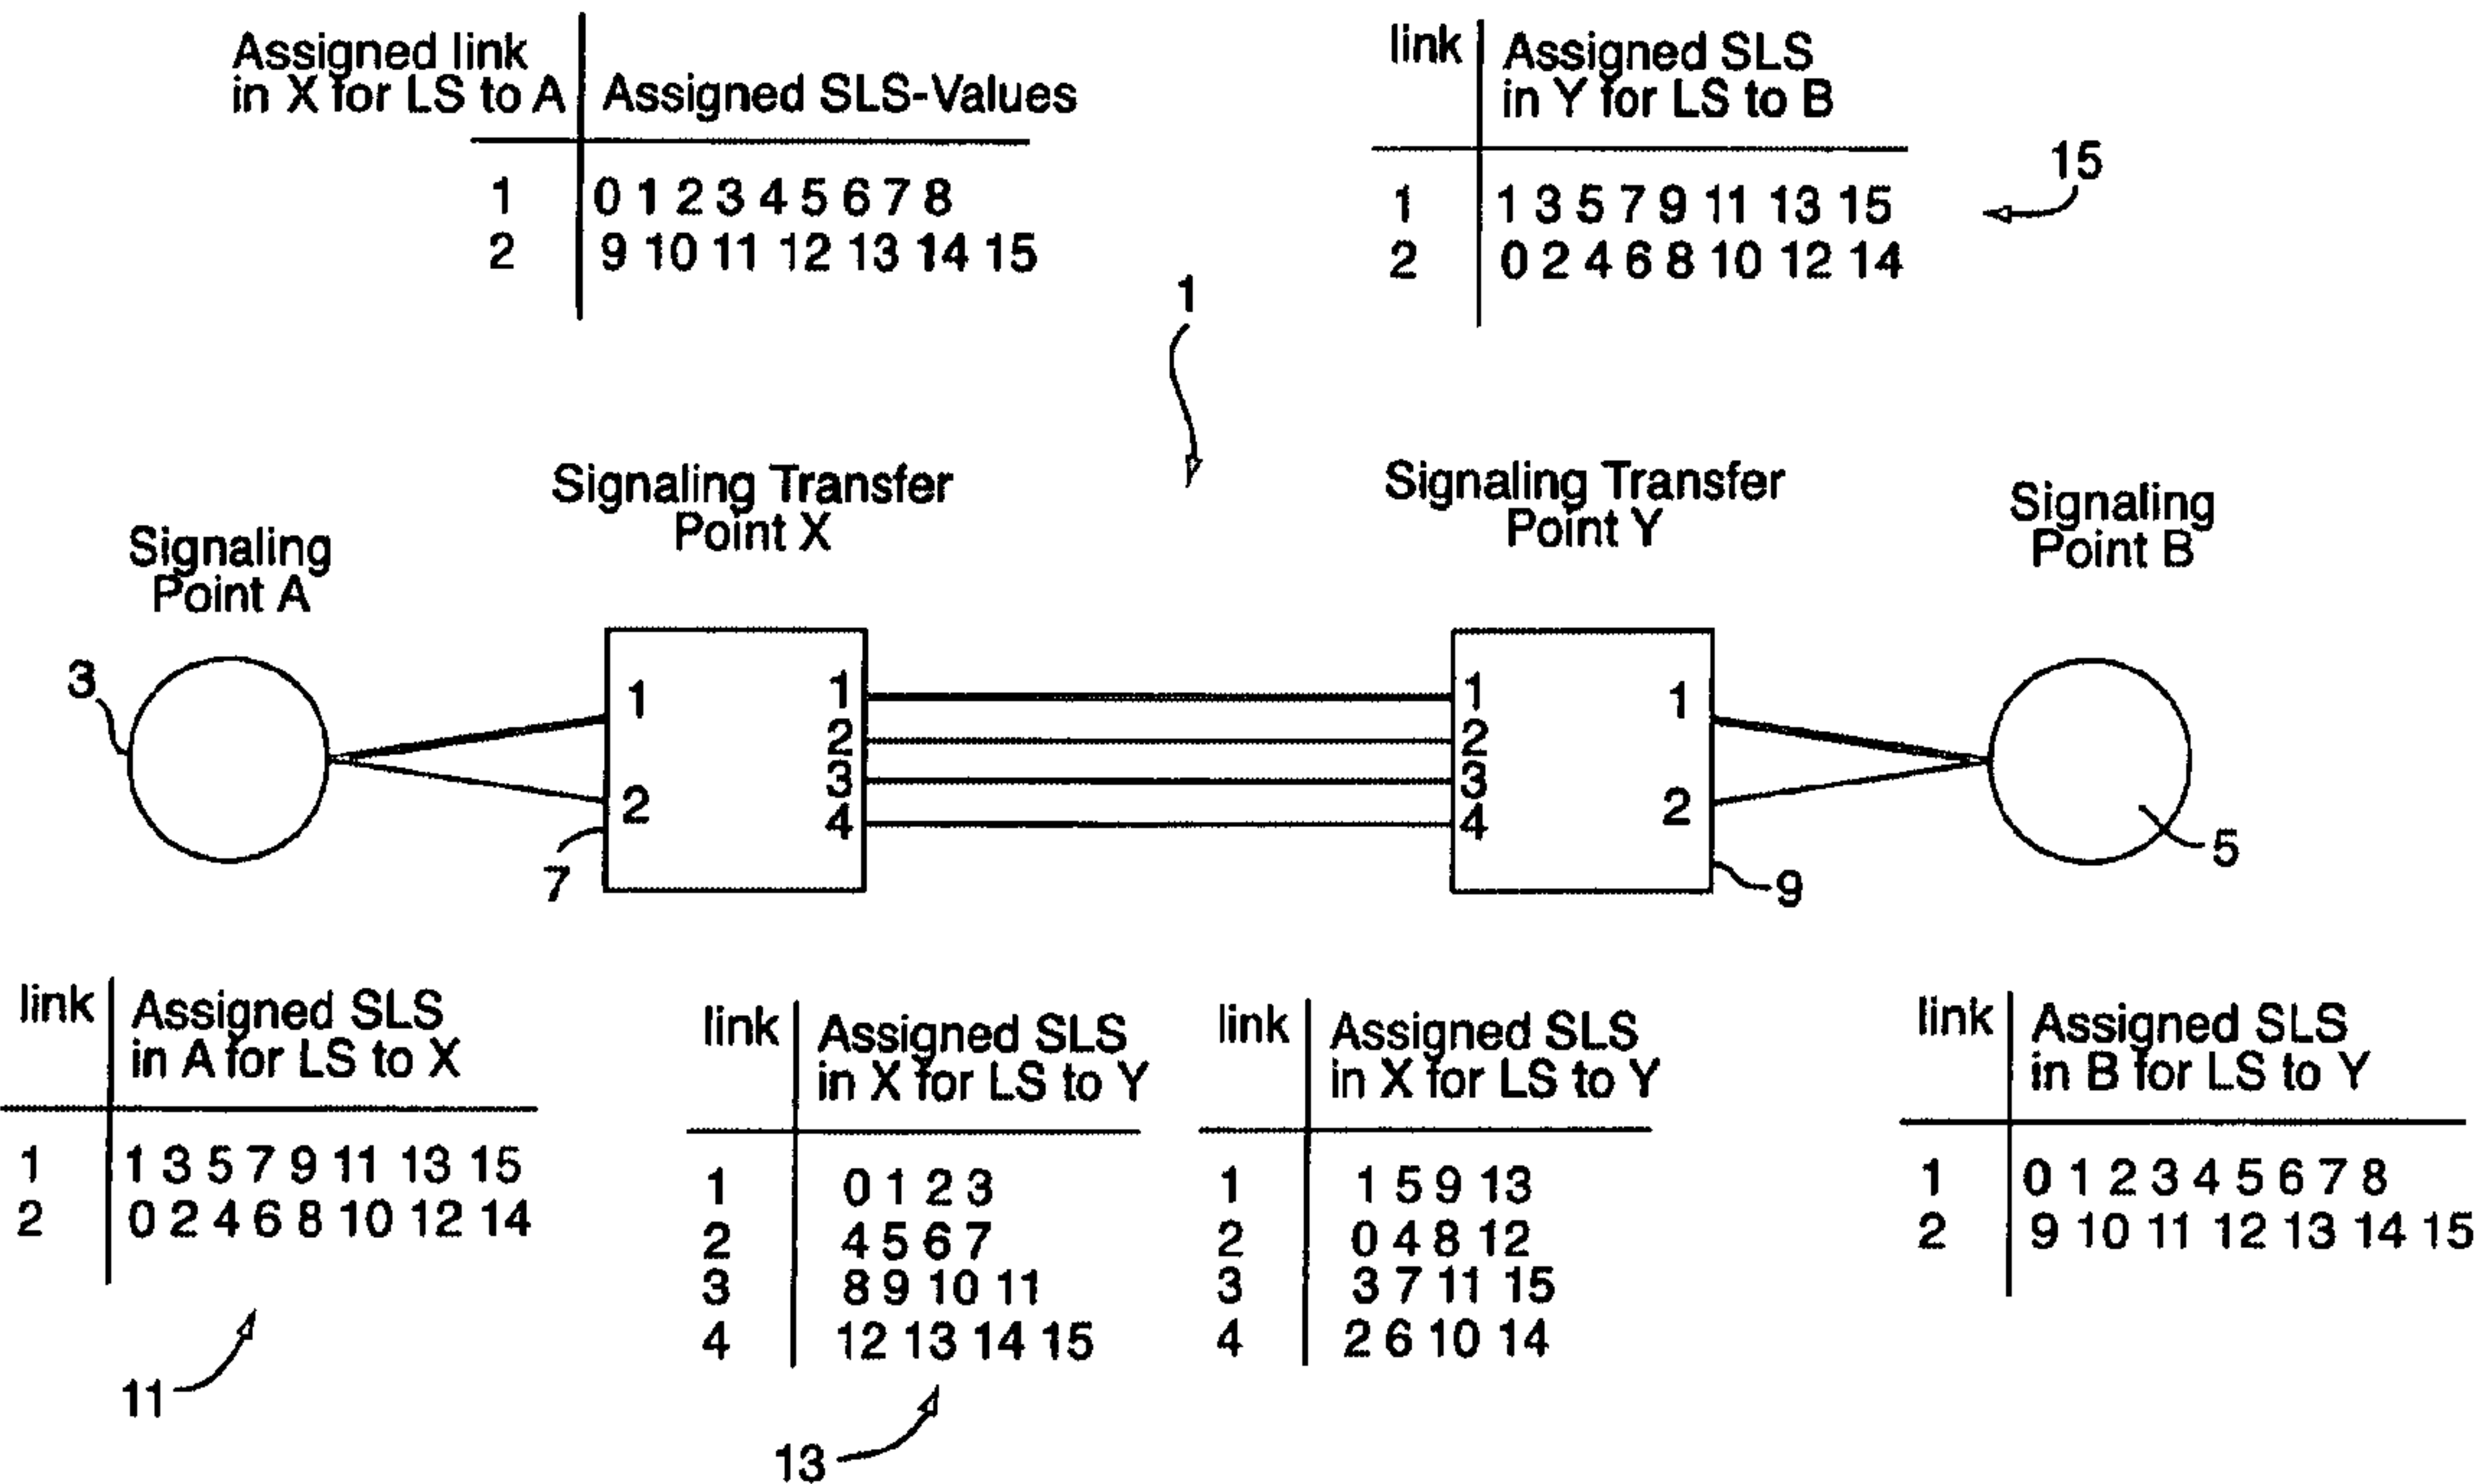 Assigned link
in X for LS to A
Assigned SLS-Values
1 0 1 2 3 4 5 6 7 8
2 9 10 11 12 13 14 15
link
Assigned SLS
in Y for LS to B
1 1 3 5 7 9 11 13 15
2 0 2 4 6 8 10 12 14
15
1
Signaling
Point A
Signaling Transfer
Point X
Signaling Transfer
Point Y
Signaling
Point B
3
1
2
7
1
2
3
4
1
2
3
4
1
2
9
5
link
Assigned SLS
in A for LS to X
1 1 3 5 7 9 11 13 15
2 0 2 4 6 8 10 12 14
11
link
Assigned SLS
in X for LS to Y
1 0 1 2 3
2 4 5 6 7
3 8 9 10 11
4 12 13 14 15
13
link
Assigned SLS
in X for LS to Y
1 1 5 9 13
2 0 4 8 12
3 3 7 11 15
4 2 6 10 14
link
Assigned SLS
in B for LS to Y
1 0 1 2 3 4 5 6 7 8
2 9 10 11 12 13 14 15